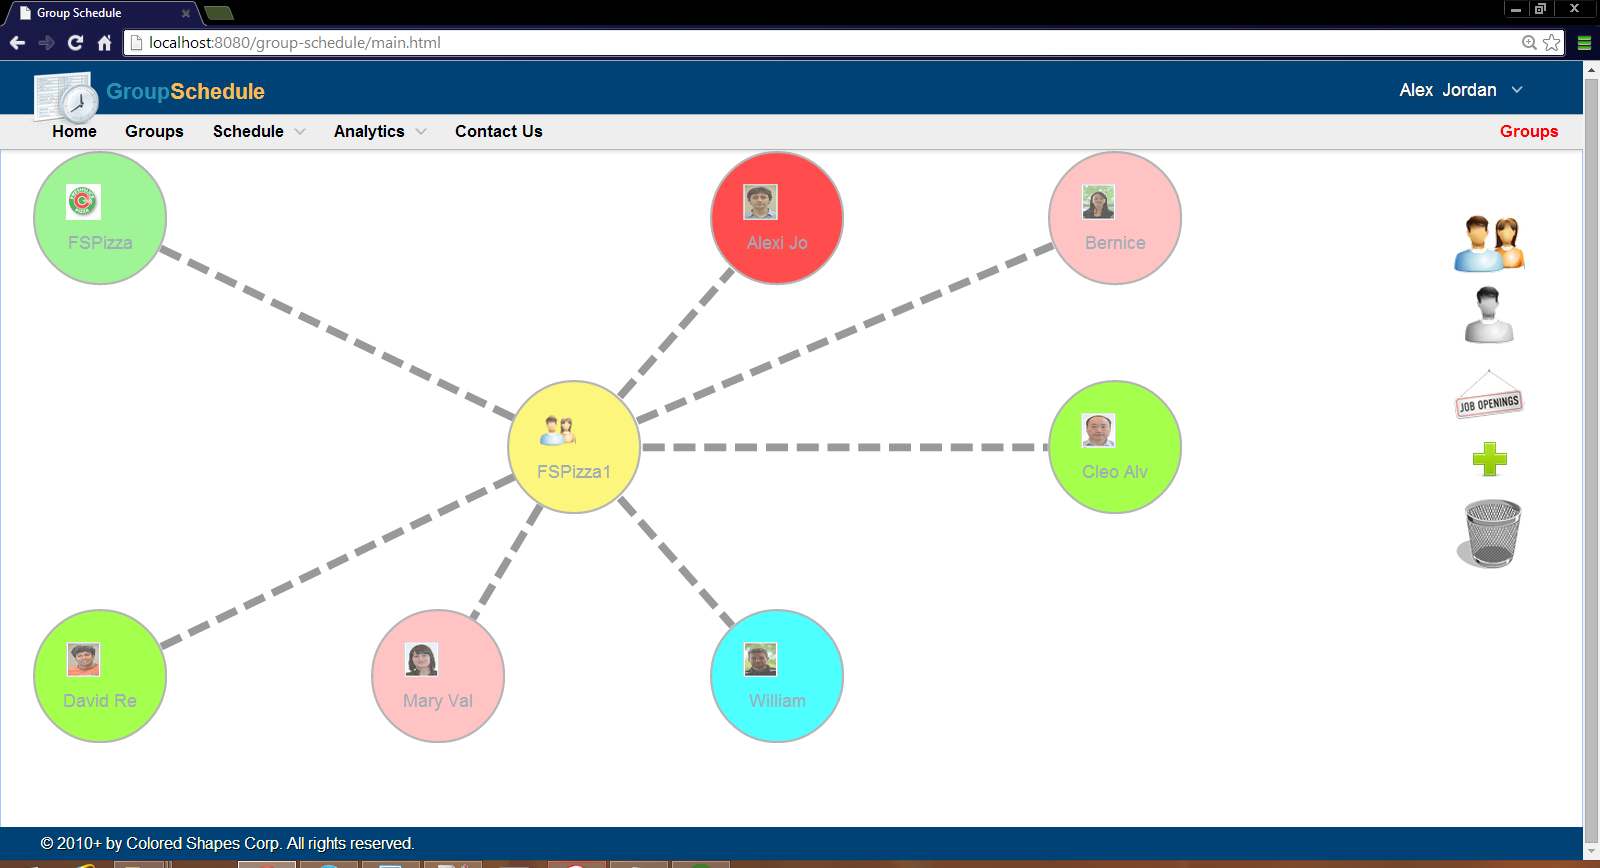 Group Schedule
localhost:8080/group-schedule/main.html
GroupSchedule
Alex Jordan
Home Groups Schedule Analytics Contact Us Groups
FSPizza
Alexi Jo
Bernice
JOB OPENINGS
FSPizza1
Cleo Alv
David Re
Mary Val
William
© 2010+ by Colored Shapes Corp. All rights reserved.